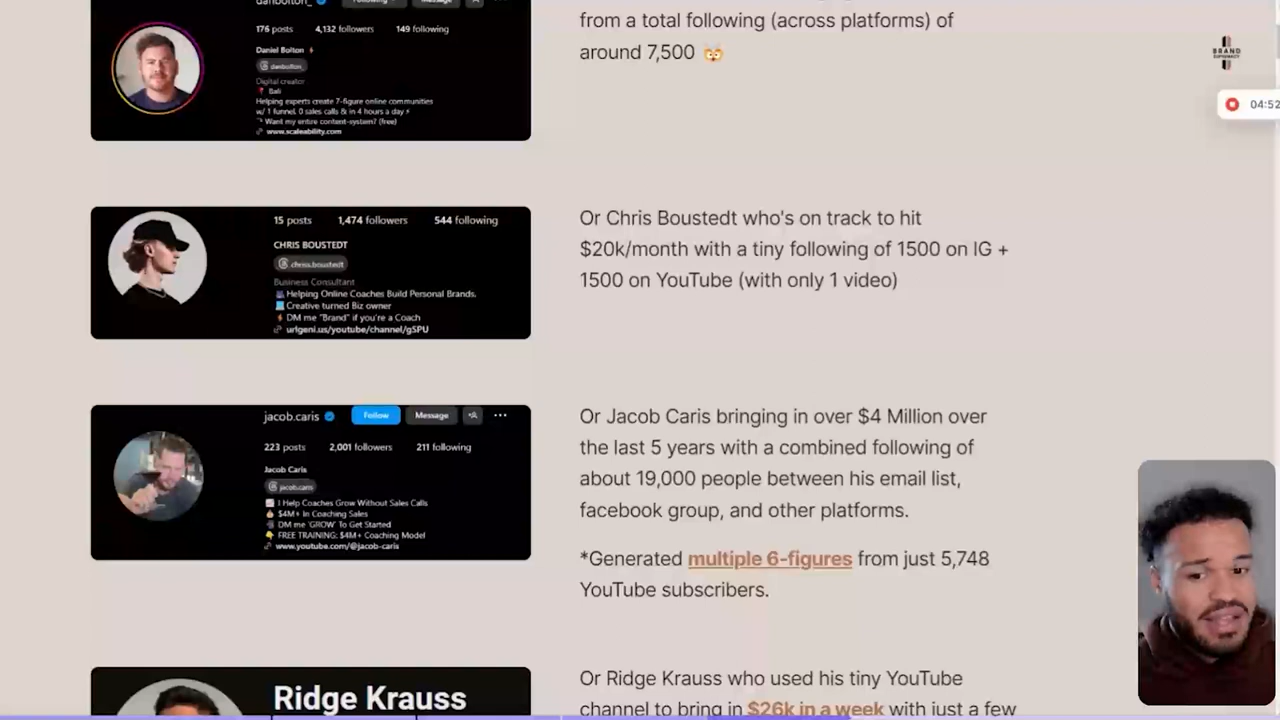 danbolton_ Following Message
176 posts 4,132 followers 149 following
Daniel Bolton
danbolton_
Digital creator
Bali
Helping experts create 7-figure online communities
w/ 1 funnel, 0 sales calls & in 4 hours a day
Want my entire content-system? (free)
www.scaleability.com
from a total following (across platforms) of
around 7,500
BRAND
04:52
15 posts 1,474 followers 544 following
CHRIS BOUSTEDT
chriss.boustedt
Business Consultant
Helping Online Coaches Build Personal Brands.
Creative turned Biz owner
DM me "Brand" if you're a Coach
urlgeni.us/youtube/channel/gSPU
Or Chris Boustedt who's on track to hit
$20k/month with a tiny following of 1500 on IG +
1500 on YouTube (with only 1 video)
jacob.caris Follow Message
223 posts 2,001 followers 211 following
Jacob Caris
jacob.caris
I Help Coaches Grow Without Sales Calls
$4M+ In Coaching Sales
DM me 'GROW' To Get Started
FREE TRAINING: $4M+ Coaching Model
www.youtube.com/@jacob-caris
Or Jacob Caris bringing in over $4 Million over
the last 5 years with a combined following of
about 19,000 people between his email list,
facebook group, and other platforms.
*Generated multiple 6-figures from just 5,748
YouTube subscribers.
Ridge Krauss
Or Ridge Krauss who used his tiny YouTube
channel to bring in $26k in a week with just a few